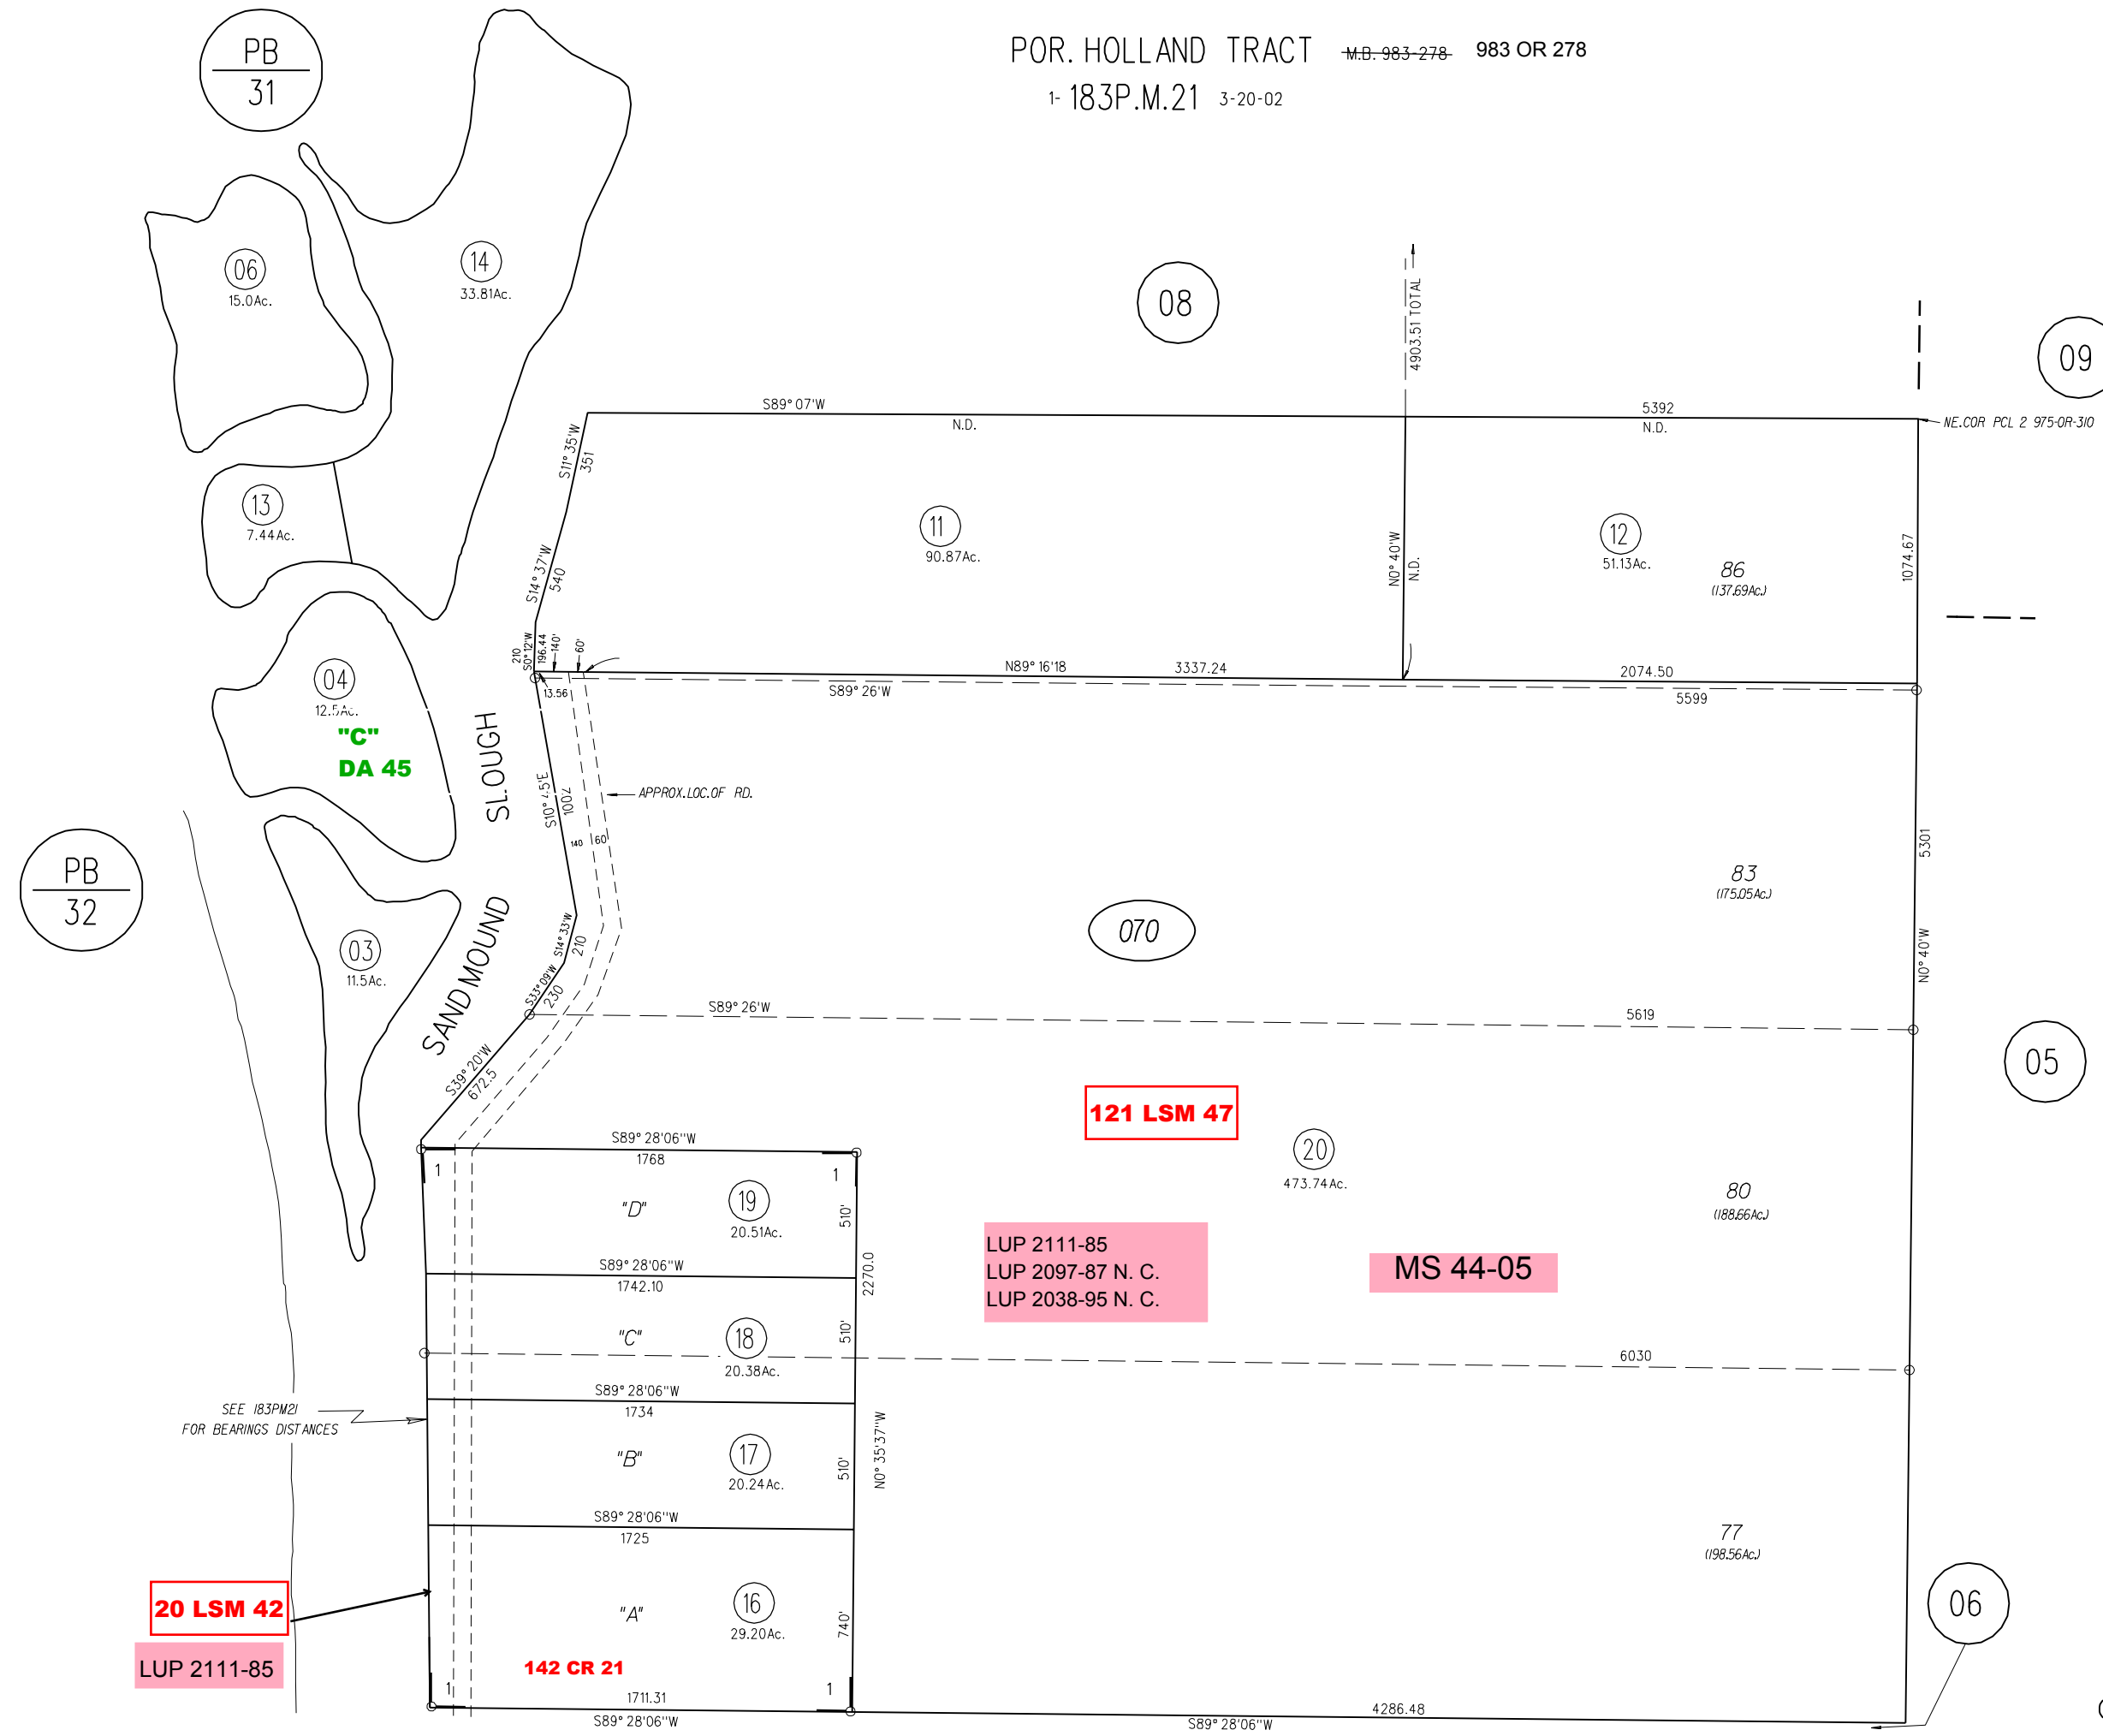 POR. HOLLAND TRACT M.B. 983-278 983 OR 278
1- 183P.M.21 3-20-02
PB
31
06
15.0Ac.
14
33.81Ac.
08
4903.51 TOTAL
09
S89° 07'W
5392
N.D.
N.D.
NE.COR PCL 2 975-OR-310
S11° 35'W
351
13
7.44Ac.
11
90.87Ac.
N0° 40'W
N.D.
12
51.13Ac.
86
(137.69Ac.)
1074.67
S14° 37'W
540
210
S0° 12'W
196.44
140'
60'
N89° 16'18
3337.24
2074.50
13.56
S89° 26'W
5599
04
12.5Ac.
"C"
DA 45
SLOUGH
S10° 45'E
1002
APPROX.LOC.OF RD.
140
60
5301
PB
32
83
(175.05Ac.)
070
SANDMOUND
03
11.5Ac.
S14° 33'W
210
S33° 09'W
230
N0° 40'W
S89° 26'W
5619
05
S39° 20'W
672.5
121 LSM 47
20
473.74Ac.
S89° 28'06"W
1768
1
1
"D"
19
20.51Ac.
510'
80
(188.66Ac.)
LUP 2111-85
LUP 2097-87 N. C.
LUP 2038-95 N. C.
MS 44-05
2270.0
S89° 28'06"W
1742.10
"C"
18
20.38Ac.
510'
6030
S89° 28'06"W
1734
SEE 183PM21
FOR BEARINGS DISTANCES
"B"
17
20.24Ac.
510'
N0° 35'37"W
S89° 28'06"W
1725
77
(198.56Ac.)
20 LSM 42
LUP 2111-85
"A"
16
29.20Ac.
740'
06
142 CR 21
1
1
1711.31
S89° 28'06"W
4286.48
S89° 28'06"W